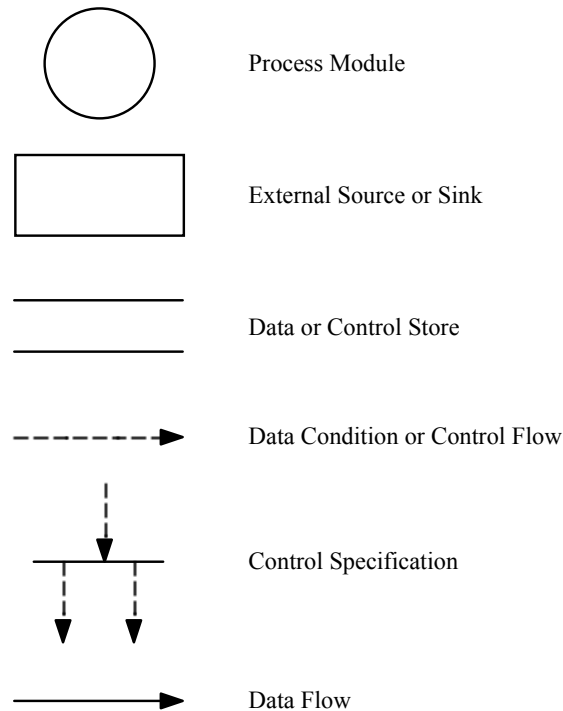 Process Module
External Source or Sink
Data or Control Store
Data Condition or Control Flow
Control Specification
Data Flow